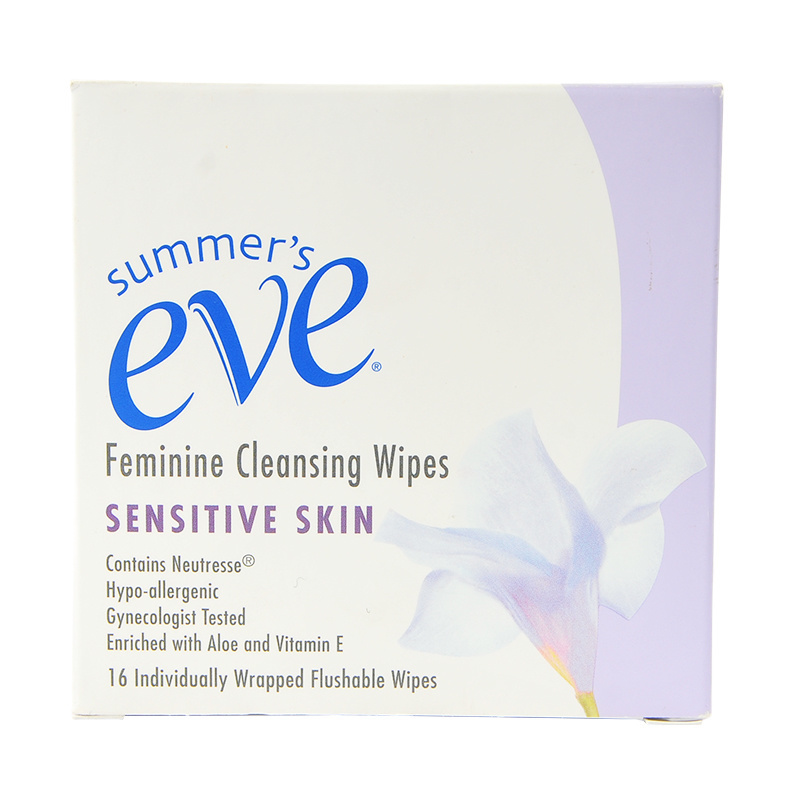 summer's
eve®
Feminine Cleansing Wipes
SENSITIVE SKIN
Contains Neutresse®
Hypo-allergenic
Gynecologist Tested
Enriched with Aloe and Vitamin E
16 Individually Wrapped Flushable Wipes